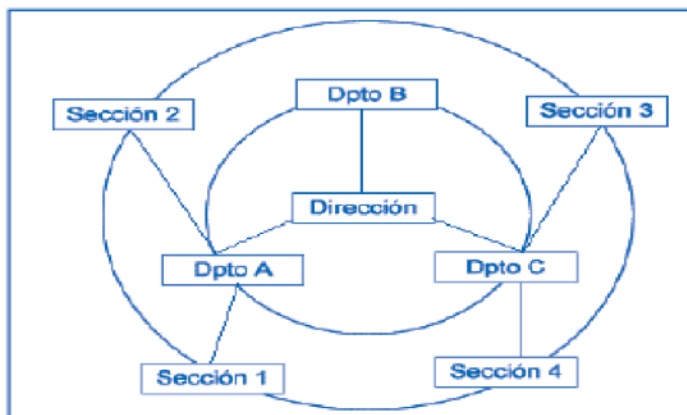 Dpto B
Sección 2
Sección 3
Dirección
Dpto A
Dpto C
Sección 1
Sección 4